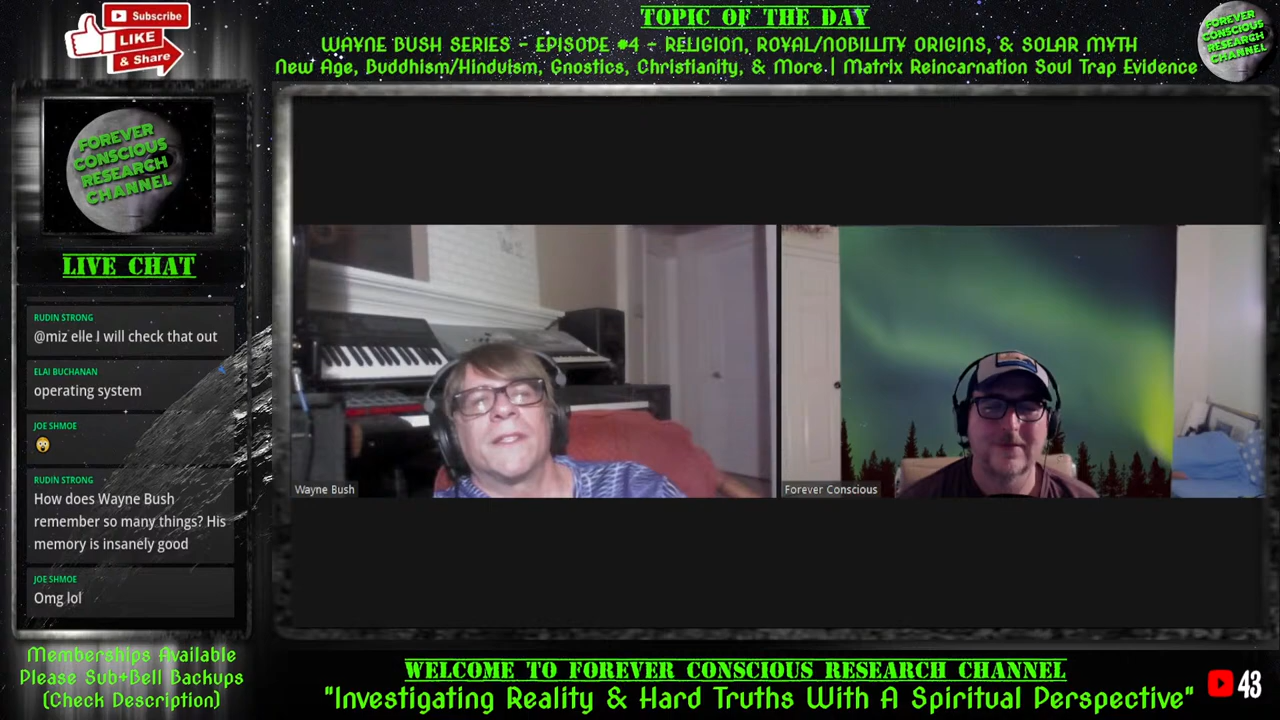 Subscribe
LIKE
& Share
TOPIC OF THE DAY
WAYNE BUSH SERIES - EPISODE #4 - RELIGION, ROYAL/NOBILLITY ORIGINS, & SOLAR MYTH
New Age, Buddhism/Hinduism, Gnostics, Christianity, & More | Matrix Reincarnation Soul Trap Evidence
FOREVER
CONSCIOUS
RESEARCH
CHANNEL
FOREVER
CONSCIOUS
RESEARCH
CHANNEL
LIVE CHAT
RUDIN STRONG
@miz elle I will check that out
ELAI BUCHANAN
operating system
JOE SHMOE
😲
RUDIN STRONG
How does Wayne Bush
remember so many things? His
memory is insanely good
JOE SHMOE
Omg lol
Wayne Bush
Forever Conscious
Memberships Available
Please Sub+Bell Backups
(Check Description)
WELCOME TO FOREVER CONSCIOUS RESEARCH CHANNEL
"Investigating Reality & Hard Truths With A Spiritual Perspective"
43